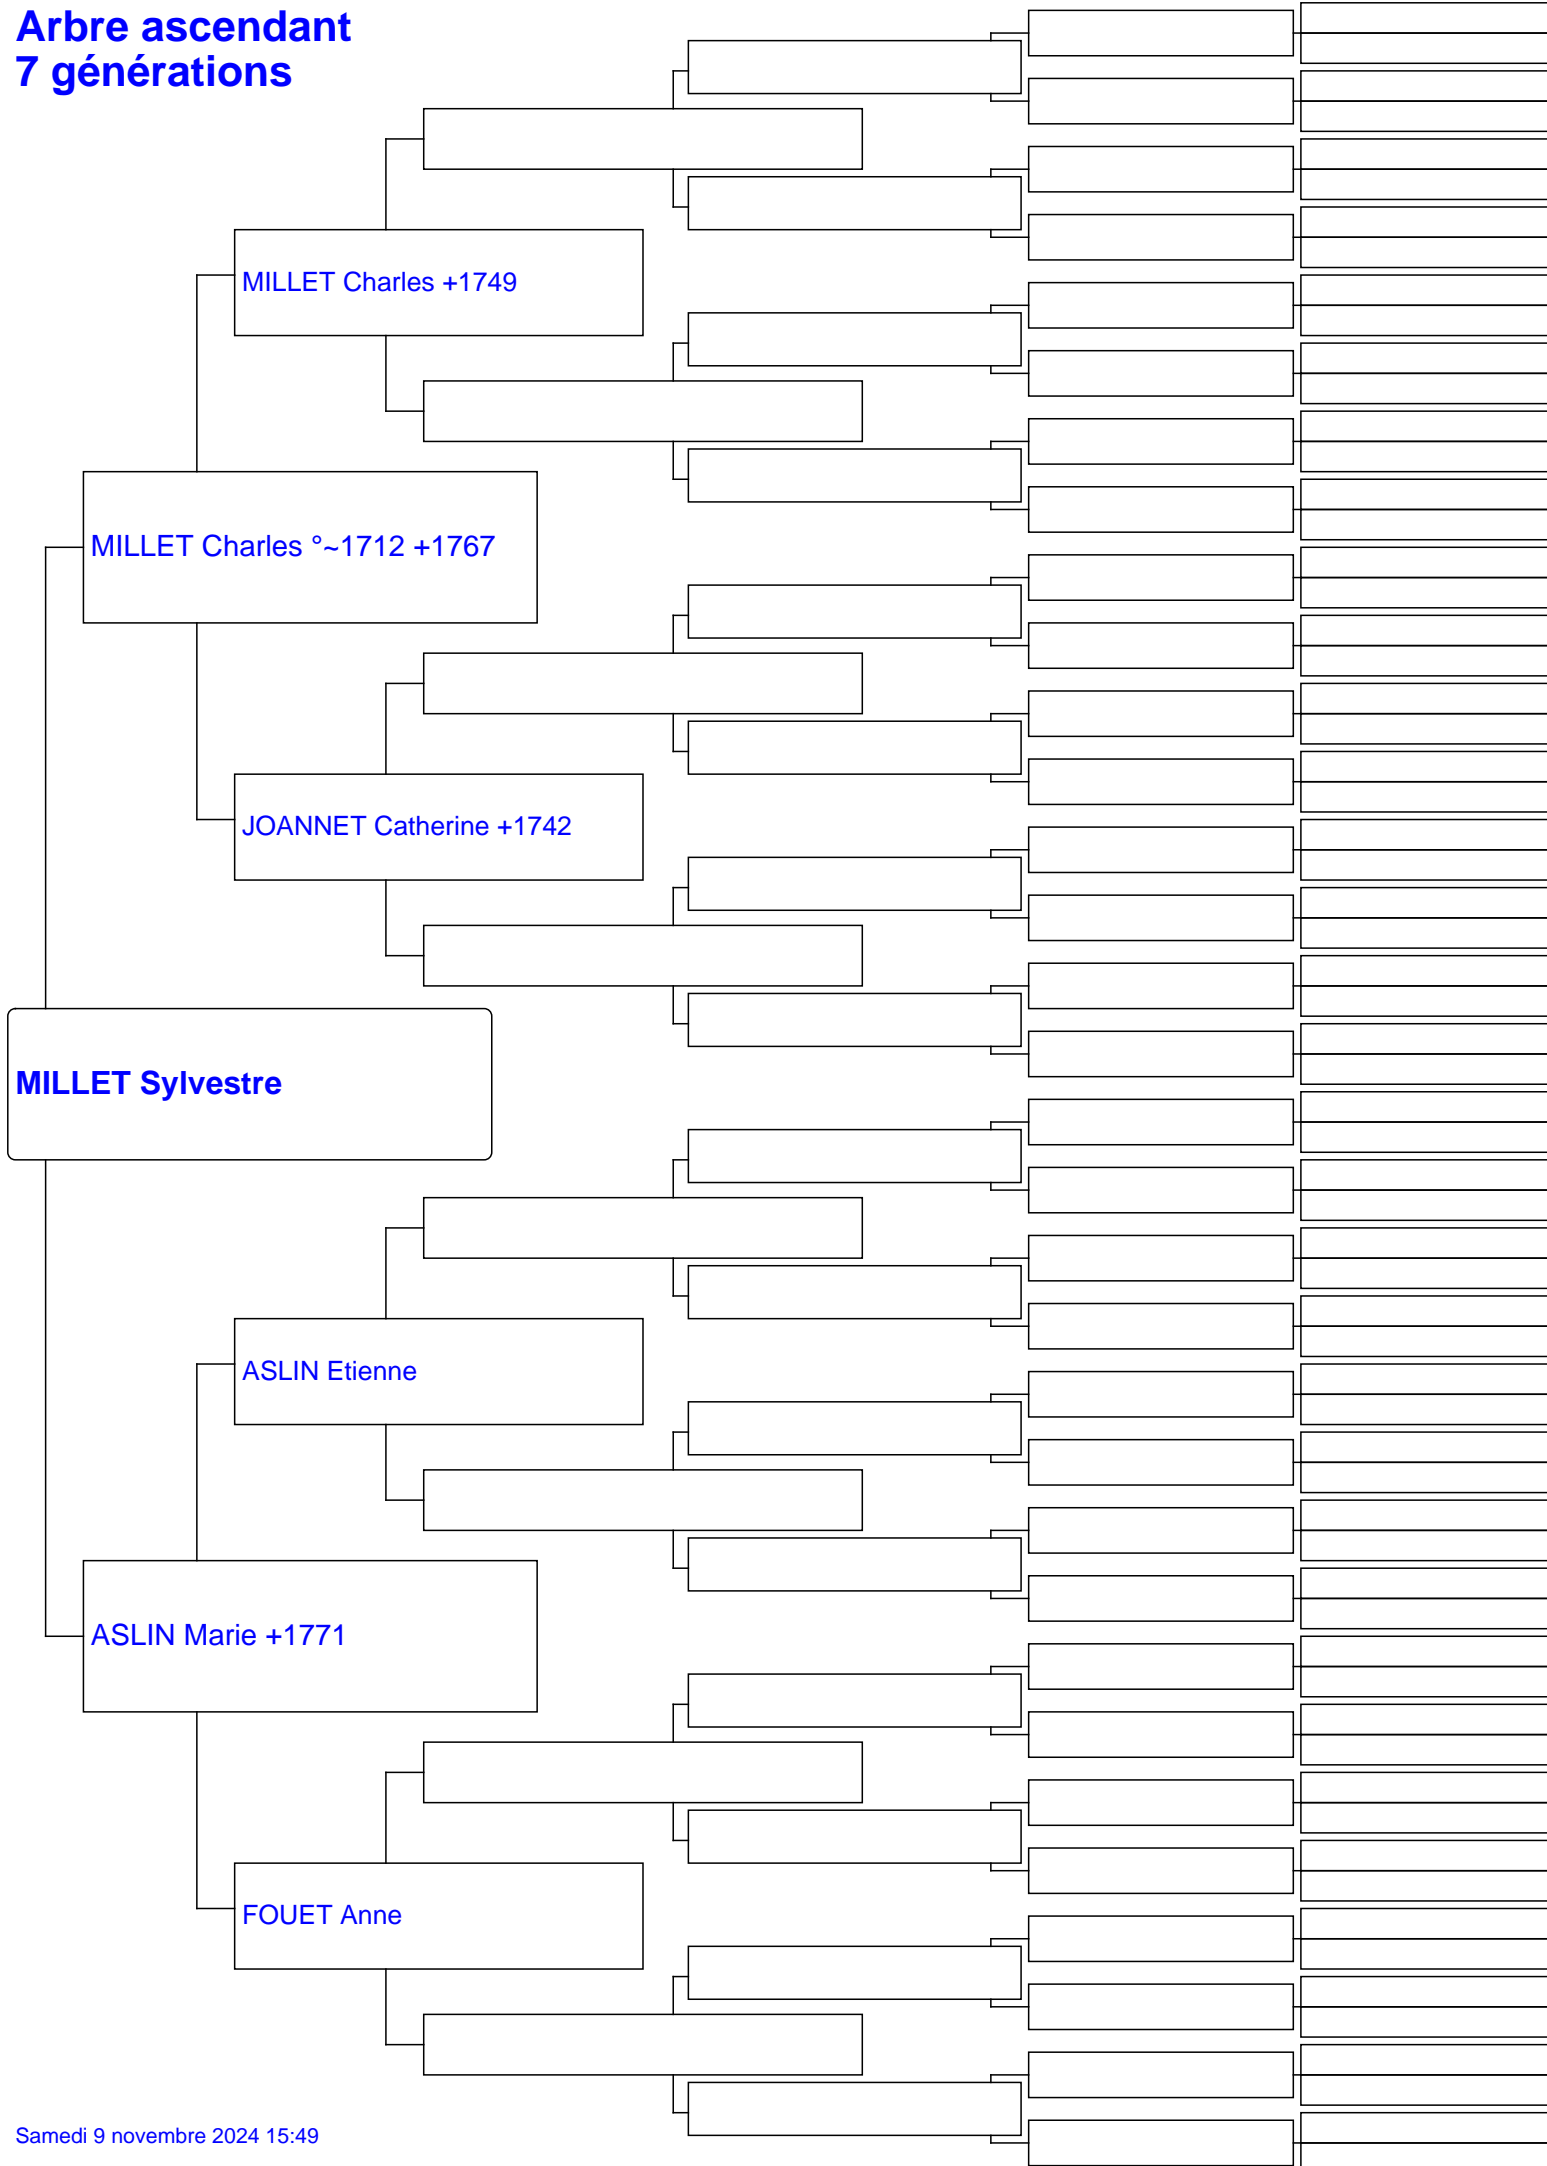 Arbre ascendant
7 générations
MILLET Charles +1749
MILLET Charles °~1712 +1767
JOANNET Catherine +1742
MILLET Sylvestre
ASLIN Etienne
ASLIN Marie +1771
FOUET Anne
Samedi 9 novembre 2024 15:49